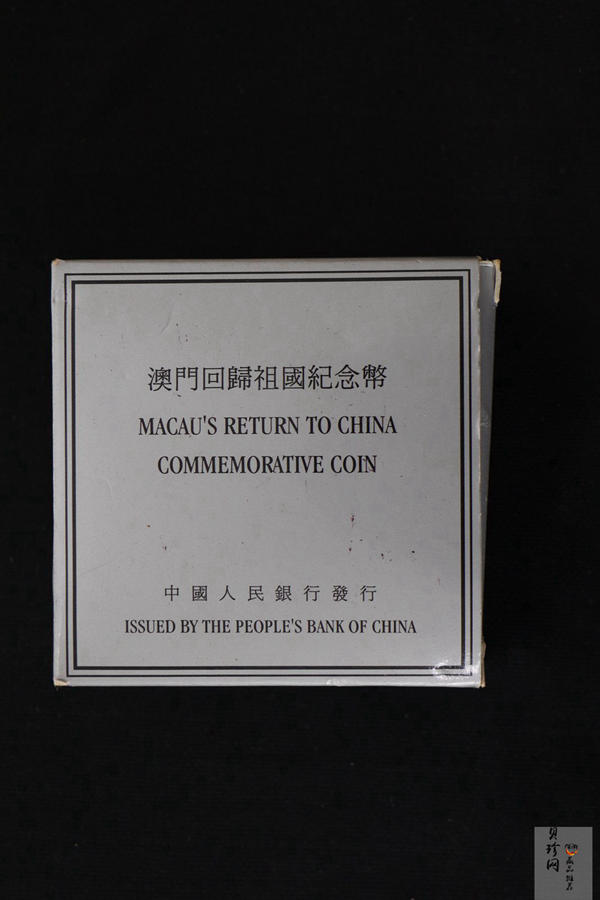 澳門回歸祖國紀念幣
MACAU'S RETURN TO CHINA
COMMEMORATIVE COIN
中國人民銀行發行
ISSUED BY THE PEOPLE'S BANK OF CHINA
貝珍网